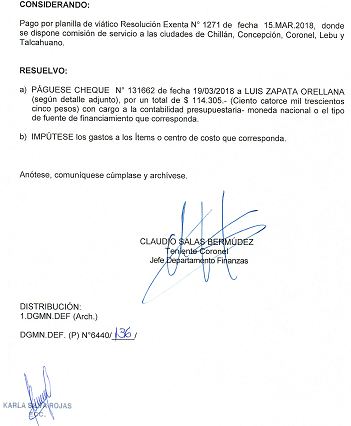 CONSIDERANDO:
Pago por planilla de viático Resolución Exenta N° 1271 de fecha 15.MAR.2018, donde
se dispone comisión de servicio a las ciudades de Chillán, Concepción, Coronel, Lebu y
Talcahuano.
RESUELVO:
a) PÁGUESE CHEQUE N° 131662 de fecha 19/03/2018 a LUIS ZAPATA ORELLANA
(según detalle adjunto), por un total de $ 114.305.- (Ciento catorce mil trescientos
cinco pesos) con cargo a la contabilidad presupuestaria- moneda nacional o el tipo
de fuente de financiamiento que corresponda.
b) IMPÚTESE los gastos a los Ítems o centro de costo que corresponda.
Anótese, comuníquese cúmplase y archívese.
CLAUDIO SALAS BERMÚDEZ
Teniente Coronel
Jefe Departamento Finanzas
DISTRIBUCIÓN:
1.DGMN.DEF (Arch.)
DGMN.DEF. (P) N°6440/ 136 /
KARLA SILVA ROJAS